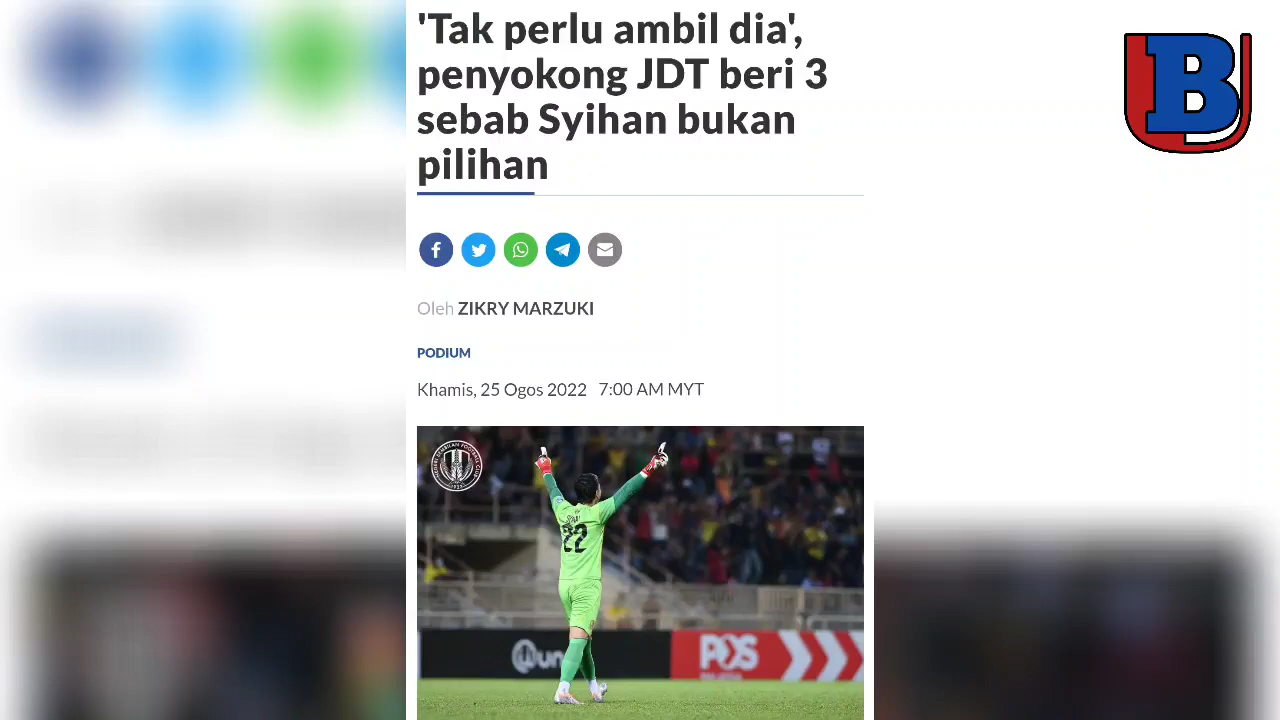 'Tak perlu ambil dia',
penyokong JDT beri 3
sebab Syihan bukan
pilihan
Oleh ZIKRY MARZUKI
PODIUM
Khamis, 25 Ogos 2022 7:00 AM MYT
22
POS
BU